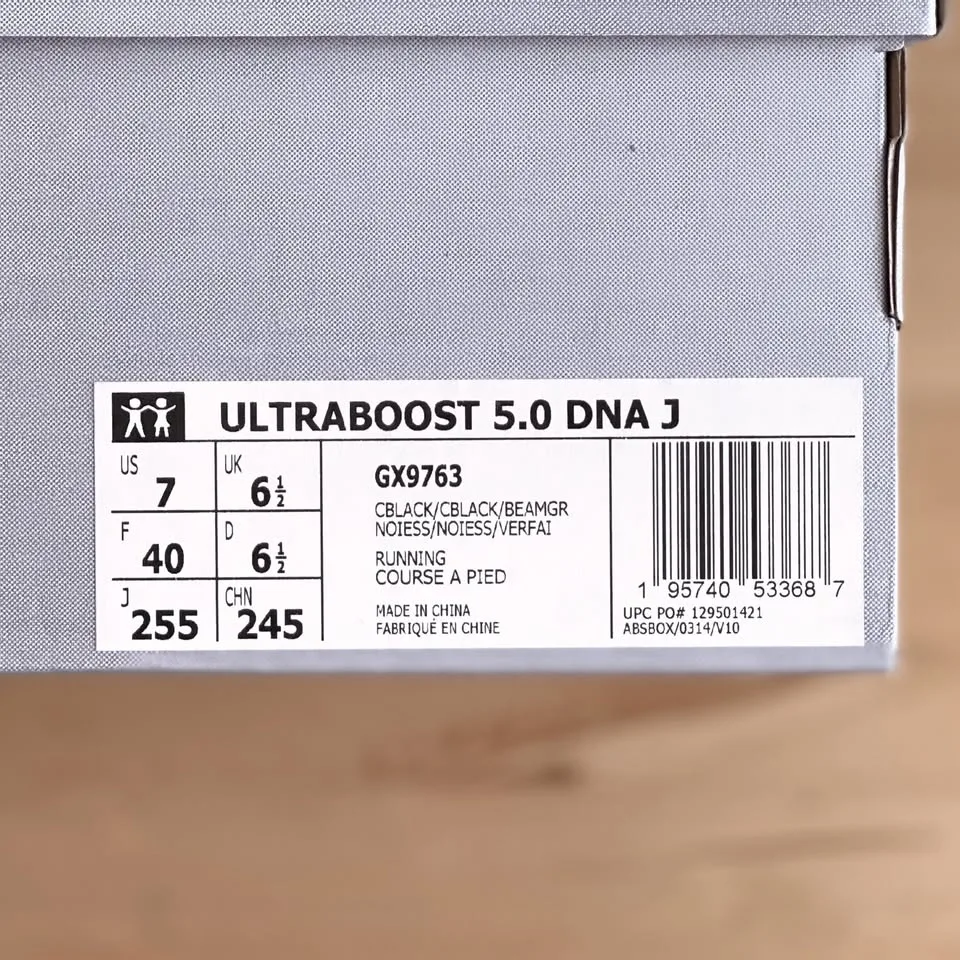 ULTRABOOST 5.0 DNA J
US 7 UK 6½
F 40 D 6½
J 255 CHN 245
GX9763
CBLACK/CBLACK/BEAMGR
NOIESS/NOIESS/VERFAI
RUNNING
COURSE A PIED
MADE IN CHINA
FABRIQUÉ EN CHINE
1 95740 53368 7
UPC PO# 129501421
ABSBOX/0314/V10